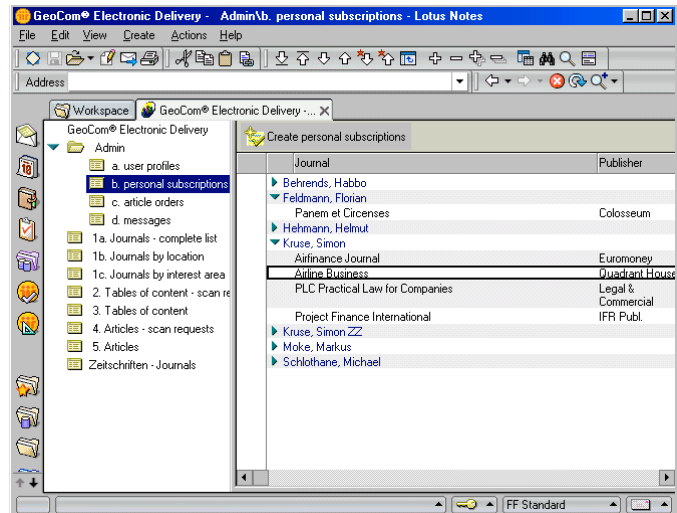 GeoCom® Electronic Delivery - Admin\b. personal subscriptions - Lotus Notes
File Edit View Create Actions Help
Address
Workspace GeoCom® Electronic Delivery -...
GeoCom® Electronic Delivery
Admin
a. user profiles
b. personal subscriptions
c. article orders
d. messages
1a. Journals - complete list
1b. Journals by location
1c. Journals by interest area
2. Tables of content - scan re
3. Tables of content
4. Articles - scan requests
5. Articles
Zeitschriften - Journals
Create personal subscriptions
Journal Publisher
Behrends, Habbo
Feldmann, Florian
Panem et Circenses Colosseum
Hehmann, Helmut
Kruse, Simon
Airfinance Journal Euromoney
Airline Business Quadrant House
PLC Practical Law for Companies Legal &
Commercial
Project Finance International IFR Publ.
Kruse, Simon ZZ
Moke, Markus
Schlothane, Michael
FF Standard